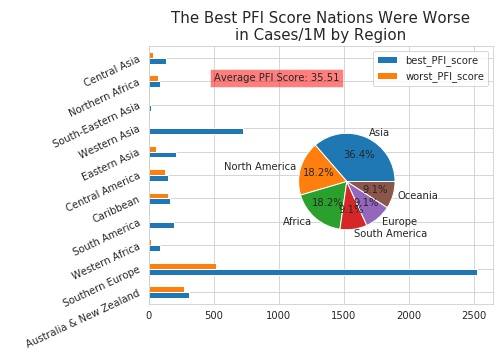 The Best PFI Score Nations Were Worse
in Cases/1M by Region
best_PFI_score
worst_PFI_score
Average PFI Score: 35.51
Central Asia
Northern Africa
South-Eastern Asia
Western Asia
Eastern Asia
Central America
Caribbean
South America
Western Africa
Southern Europe
Australia & New Zealand
Asia
36.4%
North America
18.2%
Africa
18.2%
South America
9.1%
Europe
9.1%
Oceania
9.1%
0 500 1000 1500 2000 2500